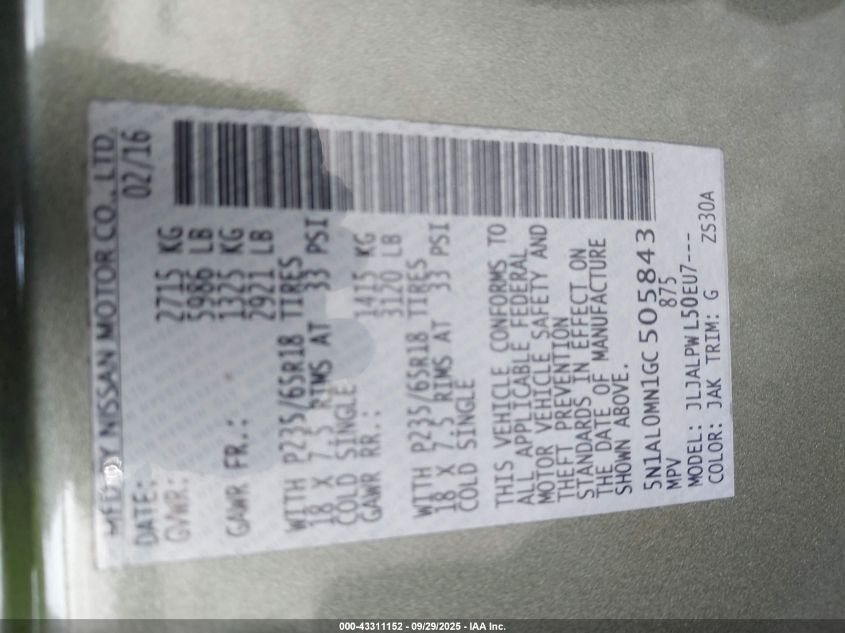 MFD BY NISSAN MOTOR CO., LTD.
DATE: 02/16
GVWR: 2715 KG
5986 LB
GAWR FR.: 1325 KG
2921 LB
WITH P235/65R18 TIRES
18 X 7.5 RIMS AT 33 PSI
COLD SINGLE
GAWR RR.: 1415 KG
3120 LB
WITH P235/65R18 TIRES
18 X 7.5 RIMS AT 33 PSI
COLD SINGLE
THIS VEHICLE CONFORMS TO
ALL APPLICABLE FEDERAL
MOTOR VEHICLE SAFETY AND
THEFT PREVENTION
STANDARDS IN EFFECT ON
THE DATE OF MANUFACTURE
SHOWN ABOVE.
5N1AL0MN1GC505843
MPV 875
MODEL: JLJALPW L50EU7---
COLOR: JAK TRIM: G ZS30A
000-43311152 - 09/29/2025 - IAA Inc.